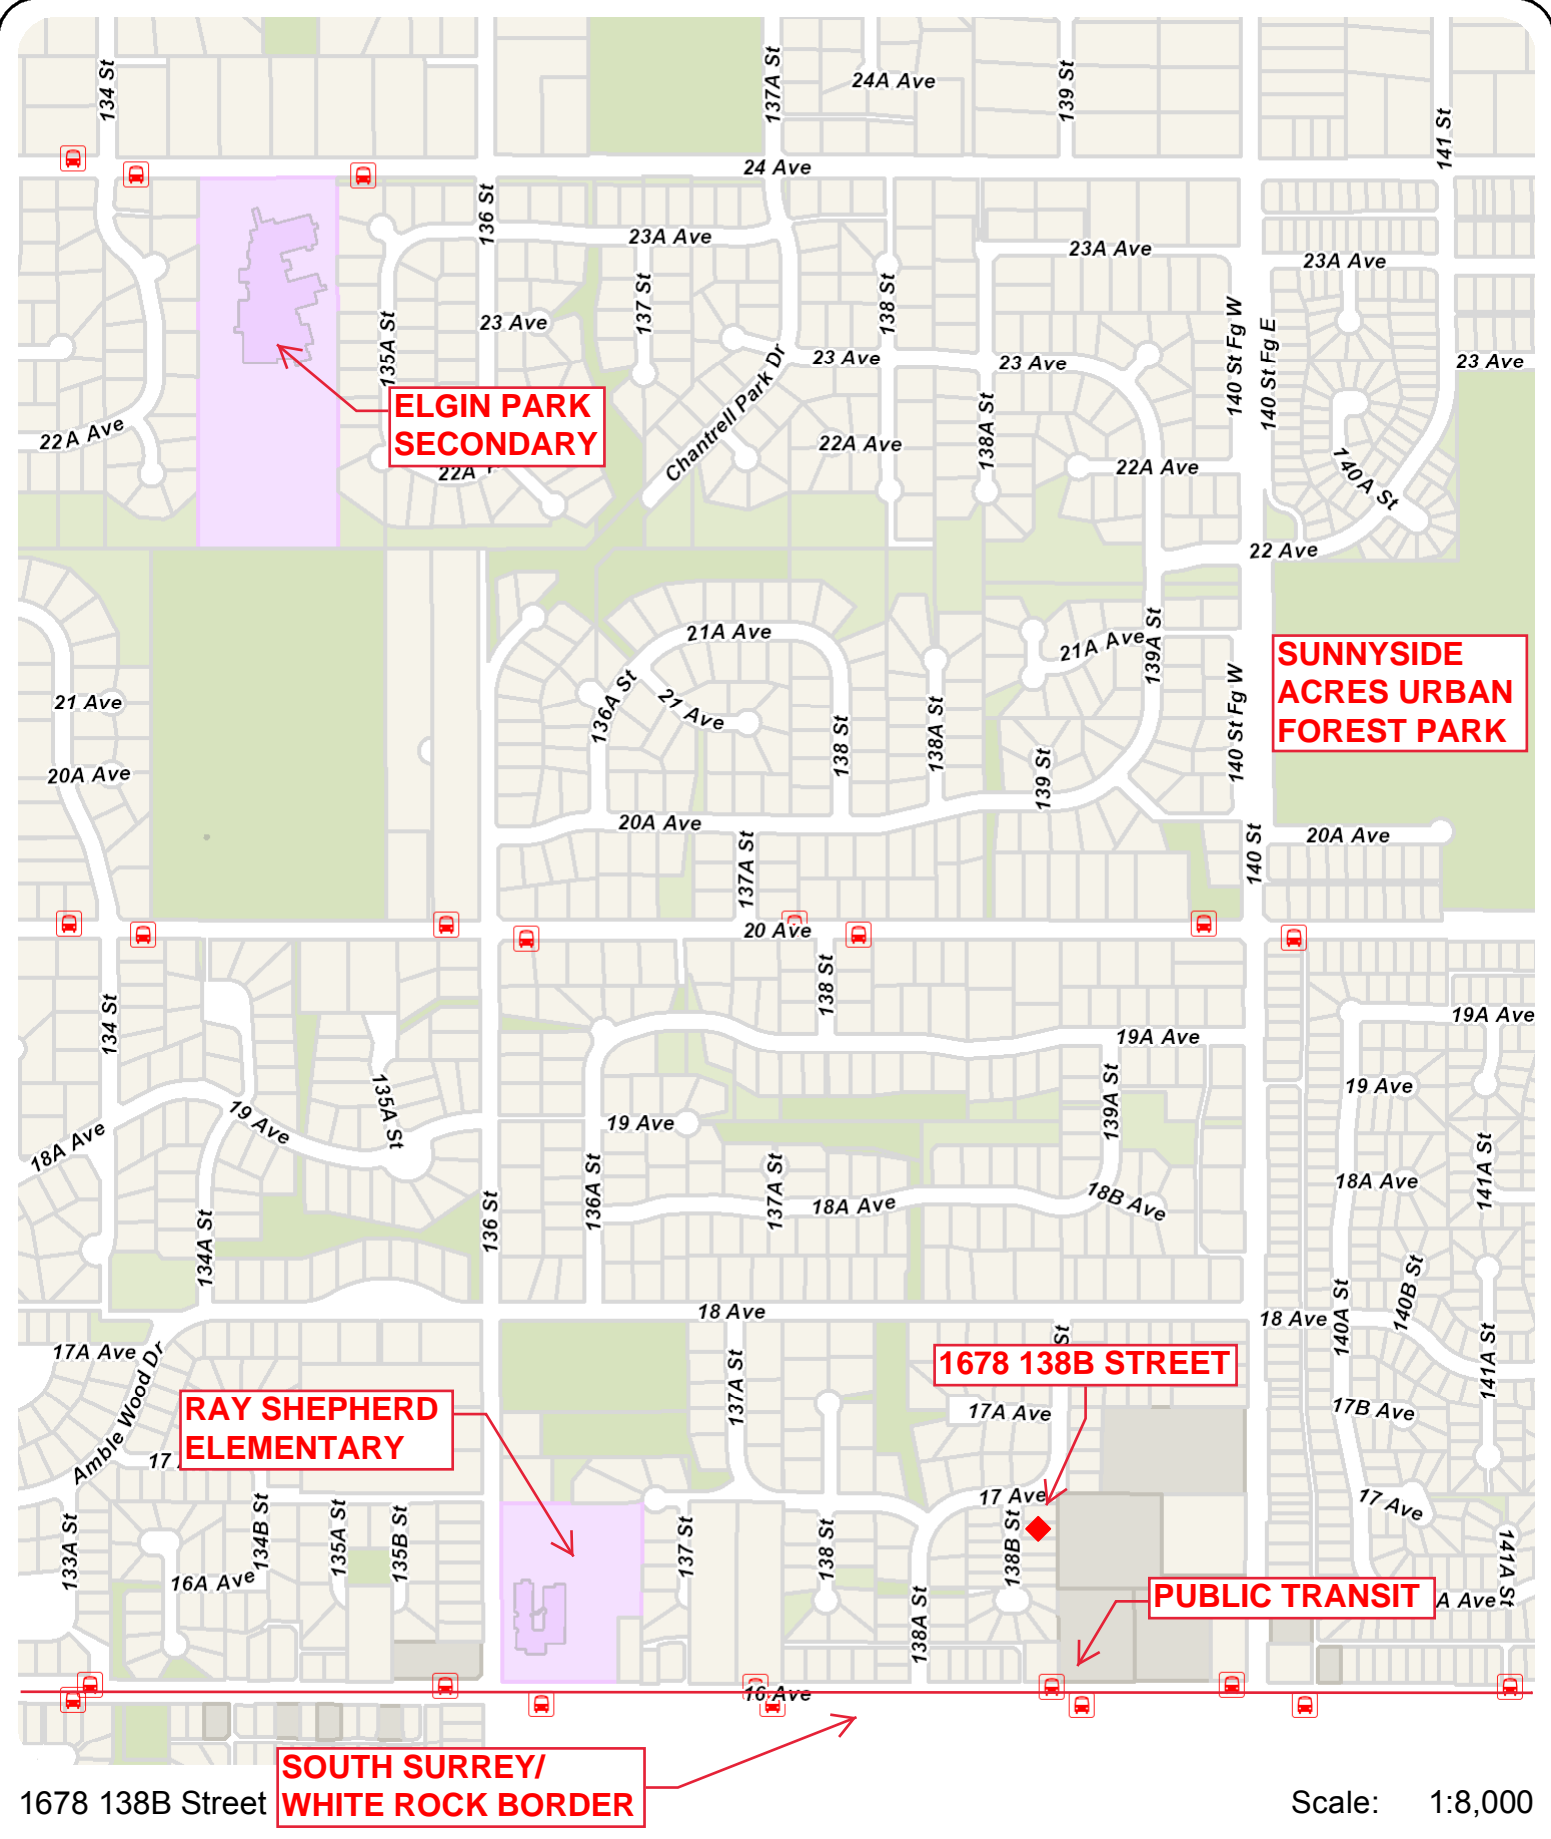 134 St
137A St
24A Ave
139 St
141 St
24 Ave
136 St
23A Ave
23A Ave
23A Ave
135A St
23 Ave
137 St
138 St
140 St Fg W
140 St Fg E
Chantrell Park Dr
23 Ave
23 Ave
23 Ave
ELGIN PARK
SECONDARY
22A Ave
22A
22A Ave
138A St
22A Ave
140A St
22 Ave
21A Ave
21A Ave
139A St
SUNNYSIDE
ACRES URBAN
FOREST PARK
21 Ave
136A St
21 Ave
138 St
138A St
139 St
140 St Fg W
20A Ave
20A Ave
137A St
140 St
20A Ave
20 Ave
134 St
138 St
19A Ave
19A Ave
135A St
139A St
19 Ave
18A Ave
19 Ave
19 Ave
136A St
137A St
18A Ave
18B Ave
18A Ave
141A St
134A St
136 St
18 Ave
18 Ave
140A St
140B St
141A St
17A Ave
Amble Wood Dr
137A St
St
1678 138B STREET
RAY SHEPHERD
ELEMENTARY
17A Ave
17B Ave
17
17 Ave
17 Ave
133A St
134B St
135A St
135B St
137 St
138 St
138B St
141A St
16A Ave
138A St
PUBLIC TRANSIT
A Ave
16 Ave
SOUTH SURREY/
WHITE ROCK BORDER
1678 138B Street
Scale: 1:8,000